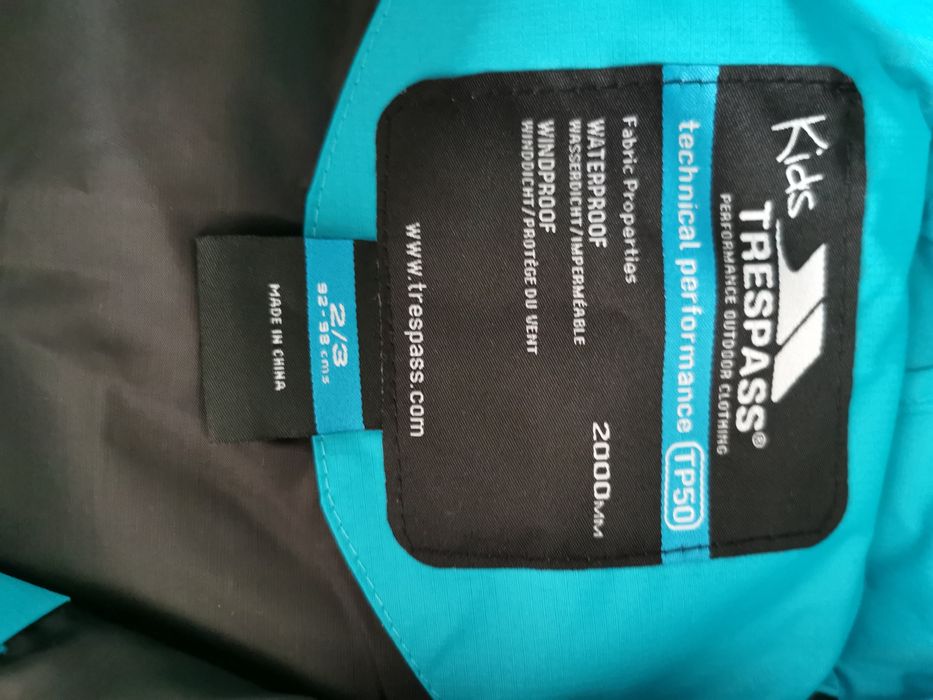 Kids
TRESPASS®
PERFORMANCE OUTDOOR CLOTHING
technical performance TP50
Fabric Properties
WATERPROOF 2000MM
WASSERDICHT/IMPERMÉABLE
WINDPROOF
WINDDICHT/PROTÈGE DU VENT
www.trespass.com
2/3
92-98 cms
MADE IN CHINA